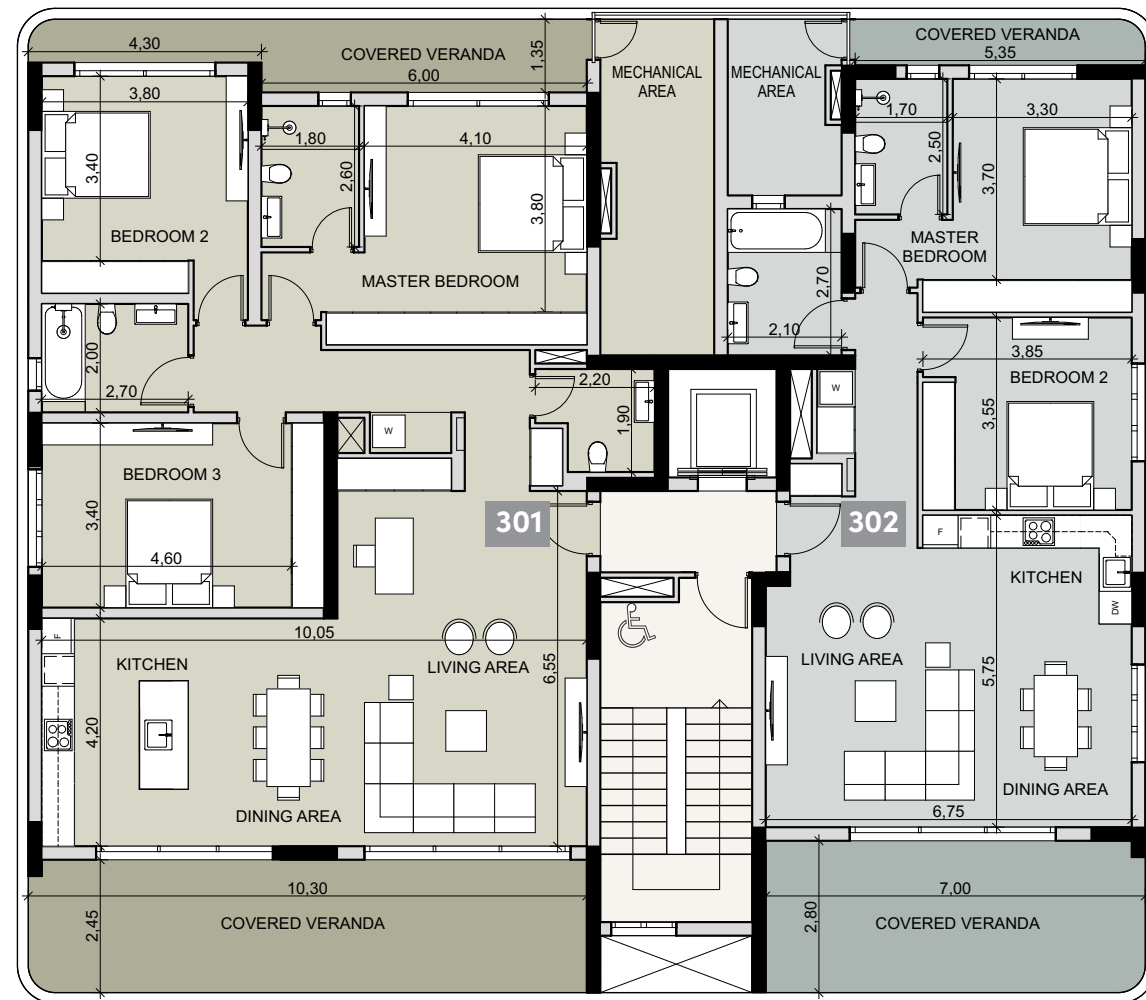 COVERED VERANDA
4,30
6,00
1,35
3,80
3,40
BEDROOM 2
1,80
2,60
4,10
3,80
MASTER BEDROOM
MECHANICAL
AREA
MECHANICAL
AREA
COVERED VERANDA
5,35
1,70
2,50
3,30
3,70
MASTER
BEDROOM
2,70
2,10
2,00
2,70
2,20
1,90
W
W
3,85
BEDROOM 2
3,55
BEDROOM 3
3,40
4,60
301
302
F
KITCHEN
DW
F
10,05
KITCHEN
LIVING AREA
6,55
4,20
DINING AREA
LIVING AREA
5,75
DINING AREA
6,75
10,30
2,45
COVERED VERANDA
7,00
2,80
COVERED VERANDA